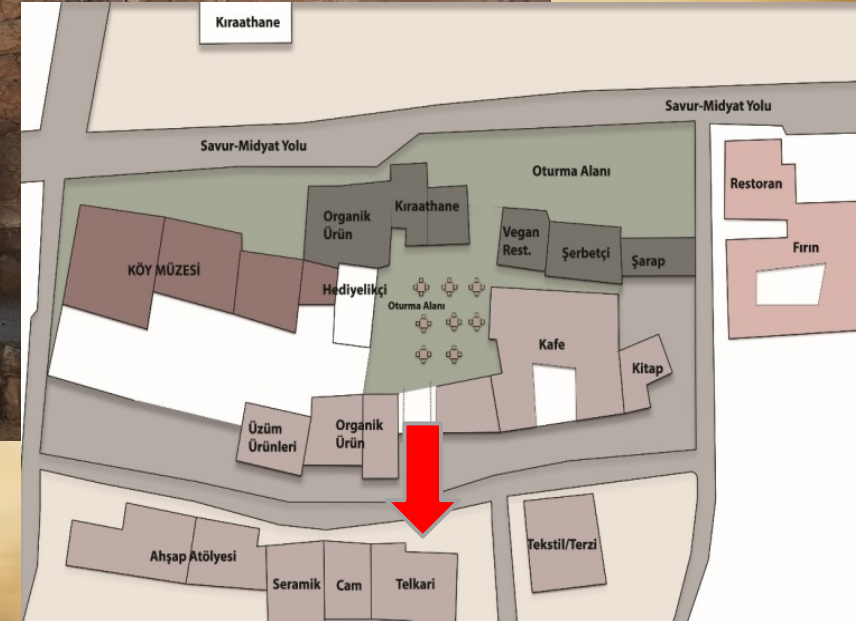 Kıraathane
Savur-Midyat Yolu
Savur-Midyat Yolu
Oturma Alanı
Restoran
Organik
Ürün
Kıraathane
Vegan
Rest.
Şerbetçi
Şarap
Fırın
KÖY MÜZESİ
Hediyelikçi
Oturma Alanı
Kafe
Kitap
Üzüm
Ürünleri
Organik
Ürün
Ahşap Atölyesi
Seramik
Cam
Telkari
Tekstil/Terzi